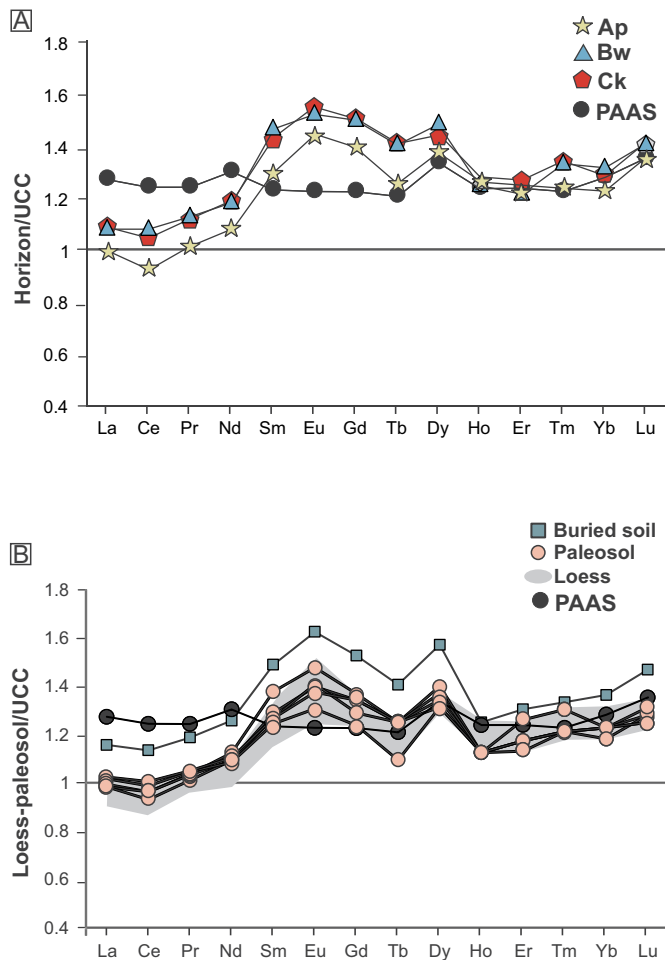 A
Ap
Bw
Ck
PAAS
Horizon/UCC
1.8
1.6
1.4
1.2
1
0.8
0.6
0.4
La Ce Pr Nd Sm Eu Gd Tb Dy Ho Er Tm Yb Lu
B
Buried soil
Paleosol
Loess
PAAS
Loess-paleosol/UCC
1.8
1.6
1.4
1.2
1
0.8
0.6
0.4
La Ce Pr Nd Sm Eu Gd Tb Dy Ho Er Tm Yb Lu